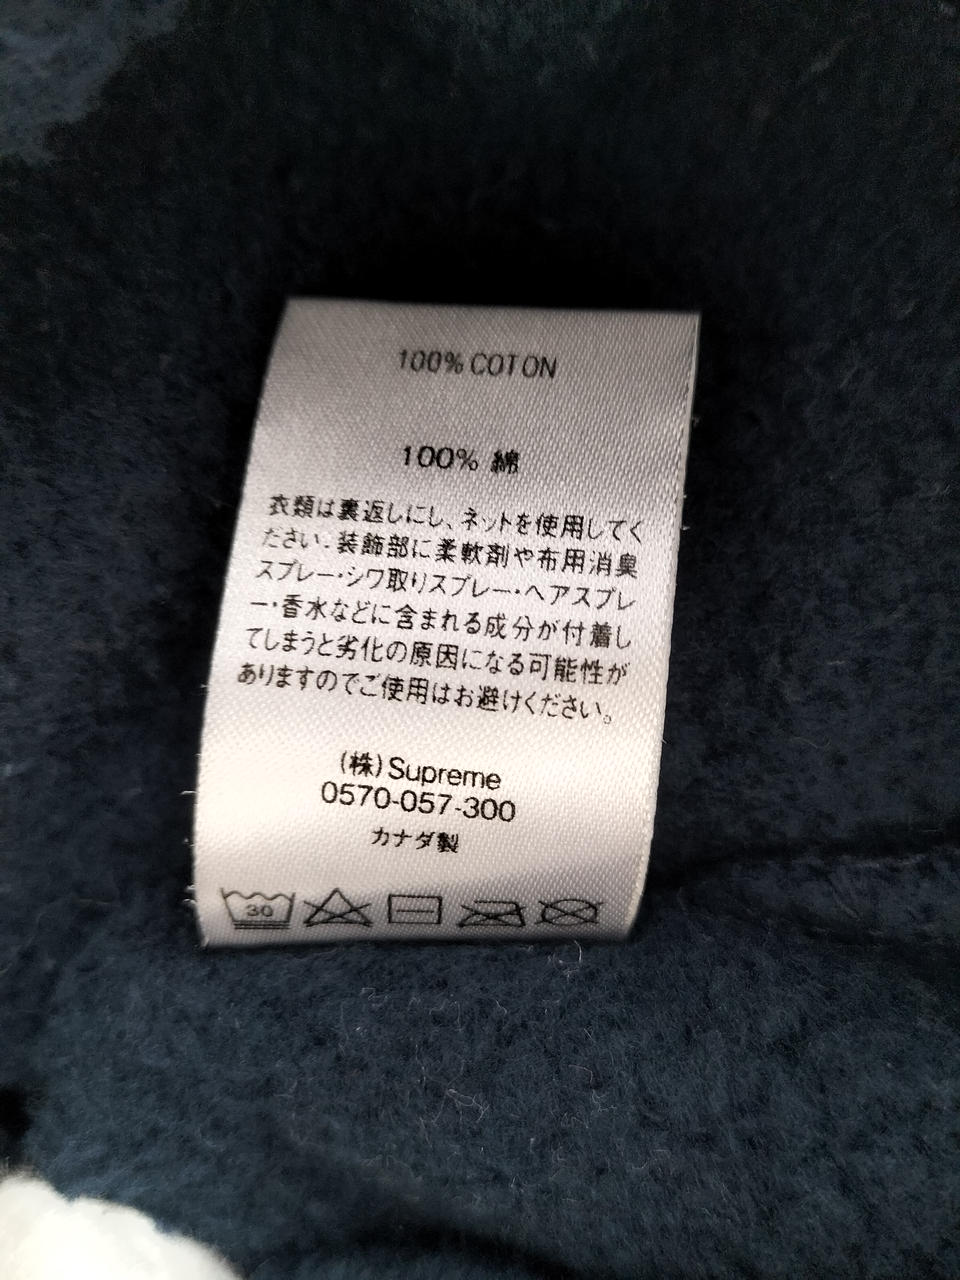 100% COTON
100% 綿
衣類は裏返しにし、ネットを使用してく
ださい。装飾部に柔軟剤や布用消臭
スプレー・シワ取りスプレー・ヘアスプレ
ー・香水などに含まれる成分が付着し
てしまうと劣化の原因になる可能性が
ありますのでご使用はお避けください。
(株)Supreme
0570-057-300
カナダ製
30